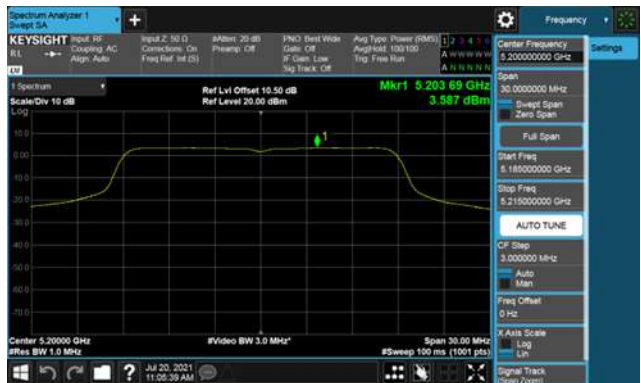 Spectrum Analyzer 1
Swept SA
Frequency
KEYSIGHT
Input: RF
Input Z: 50 Ω
#Atten: 20 dB
PNO: Best Wide
Avg Type: Power (RMS)
1 2 3 4 5 6
RL
Coupling: AC
Corrections: On
Preamp: Off
Gate: Off
Avg|Hold: 100/100
A W W W W W
Align: Auto
Freq Ref: Int (S)
IF Gain: Low
Trig: Free Run
Sig Track: Off
A N N N N N
LXI
1 Spectrum
Ref Lvl Offset 10.50 dB
Mkr1 5.203 69 GHz
Scale/Div 10 dB
Ref Level 20.00 dBm
3.587 dBm
Log
1
10.0
0.00
-10.0
-20.0
-30.0
-40.0
-50.0
-60.0
-70.0
Center 5.20000 GHz
#Video BW 3.0 MHz*
Span 30.00 MHz
#Res BW 1.0 MHz
#Sweep 100 ms (1001 pts)
?
Jul 20, 2021
11:05:39 AM
Center Frequency
5.200000000 GHz
Settings
Span
30.0000000 MHz
Swept Span
Zero Span
Full Span
Start Freq
5.185000000 GHz
Stop Freq
5.215000000 GHz
AUTO TUNE
CF Step
3.000000 MHz
Auto
Man
Freq Offset
0 Hz
X Axis Scale
Log
Lin
Signal Track
(Span Zoom)